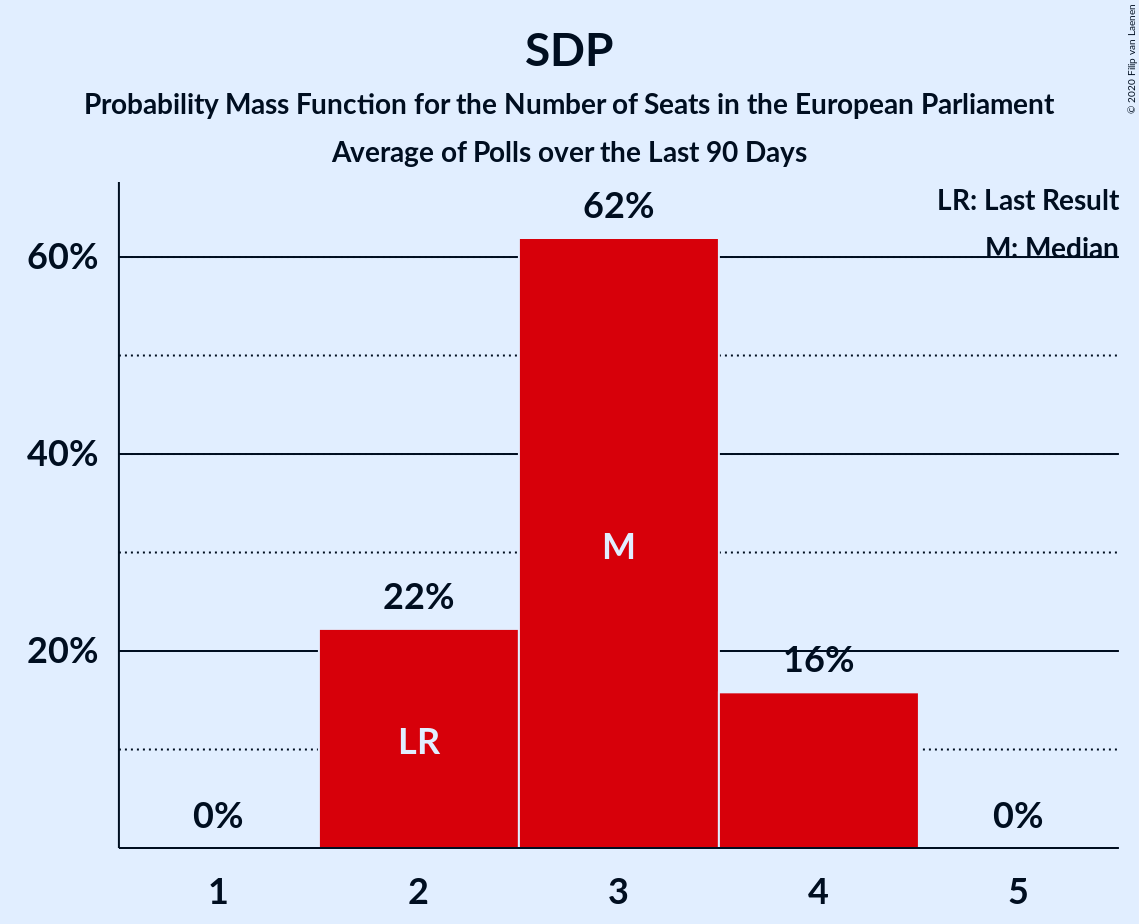 SDP
Probability Mass Function for the Number of Seats in the European Parliament
Average of Polls over the Last 90 Days
© 2020 Filip van Laenen
LR: Last Result
M: Median
62%
60%
40%
M
22%
20%
16%
LR
0%
0%
1 2 3 4 5